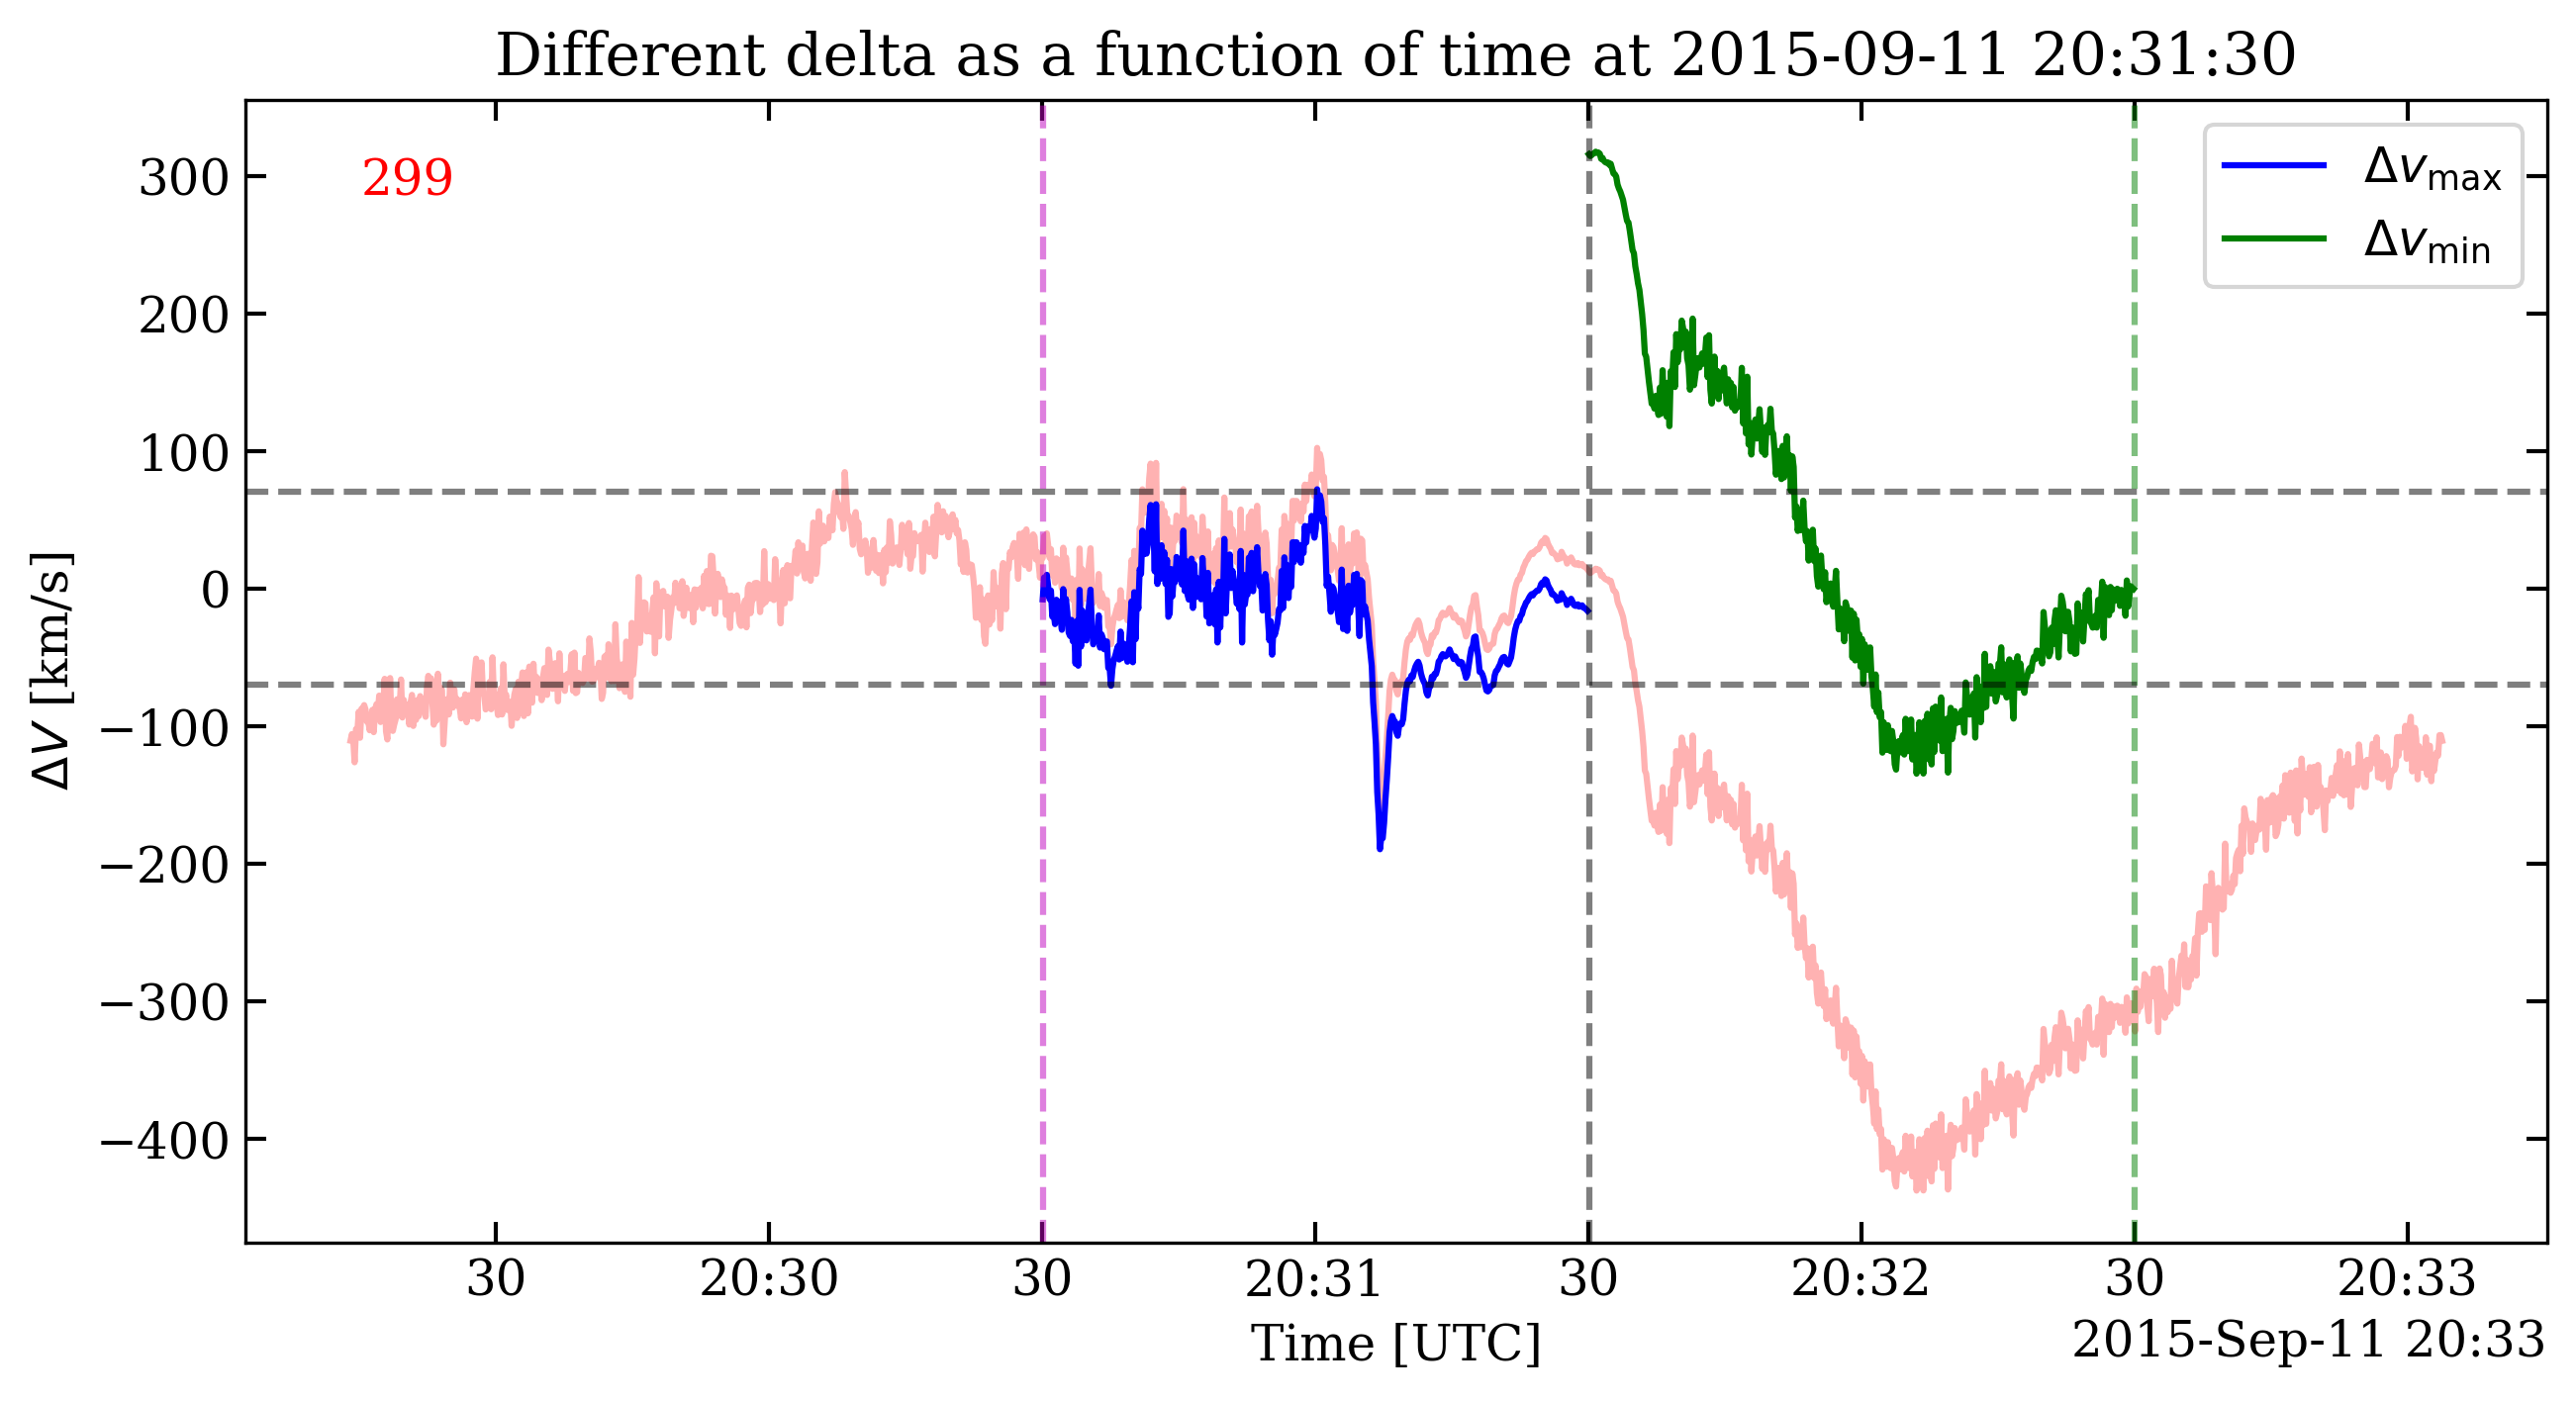 Different delta as a function of time at 2015-09-11 20:31:30
299
Δv_max
Δv_min
300
200
100
0
−100
−200
−300
−400
ΔV [km/s]
30 20:30 30 20:31 30 20:32 30 20:33
Time [UTC]
2015-Sep-11 20:33